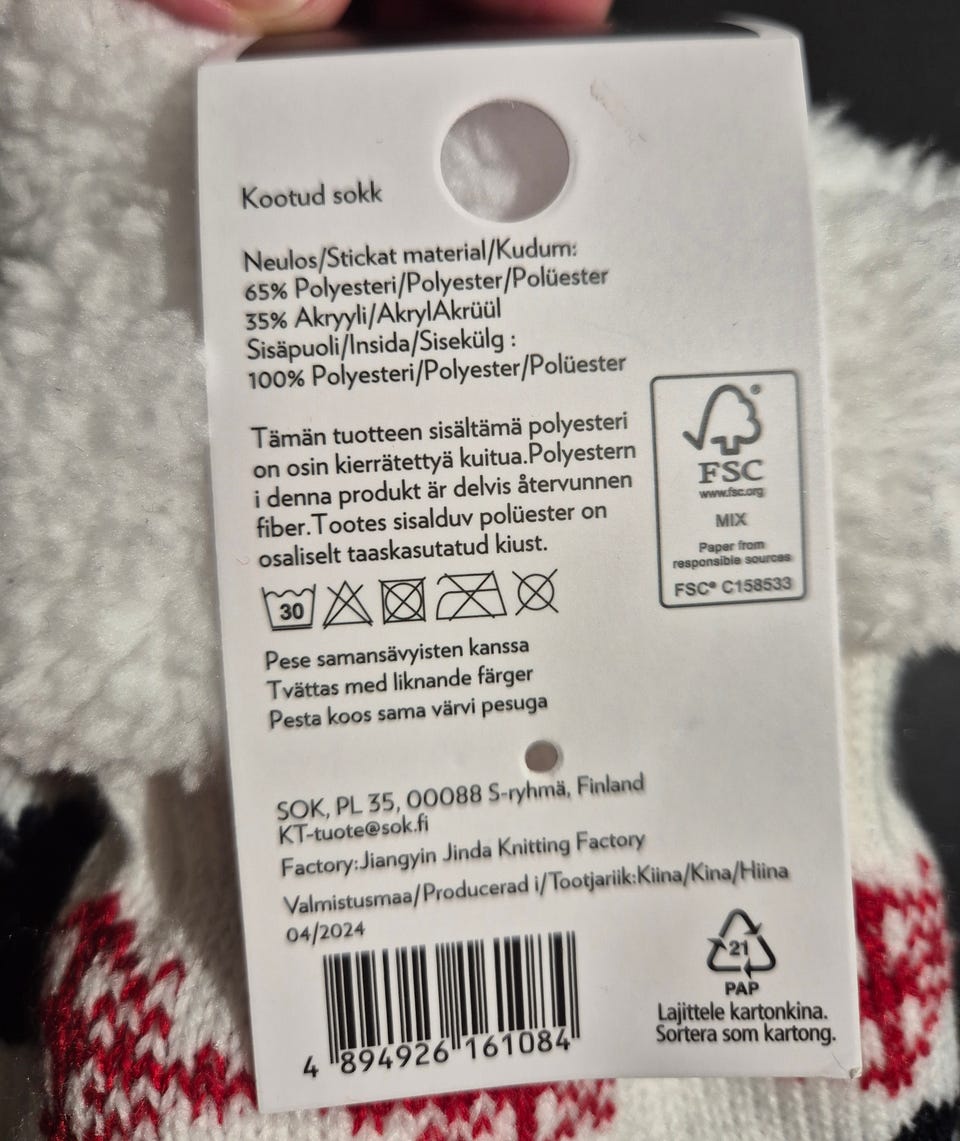 Kootud sokk
Neulos/Stickat material/Kudum:
65% Polyesteri/Polyester/Polüester
35% Akryyli/AkrylAkrüül
Sisäpuoli/Insida/Sisekülg :
100% Polyesteri/Polyester/Polüester
Tämän tuotteen sisältämä polyesteri
on osin kierrätettyä kuitua.Polyestern
i denna produkt är delvis återvunnen
fiber.Tootes sisalduv polüester on
osaliselt taaskasutatud kiust.
FSC
www.fsc.org
MIX
Paper from
responsible sources
FSC® C158533
30
Pese samansävyisten kanssa
Tvättas med liknande färger
Pesta koos sama värvi pesuga
SOK, PL 35, 00088 S-ryhmä, Finland
KT-tuote@sok.fi
Factory:Jiangyin Jinda Knitting Factory
Valmistusmaa/Producerad i/Tootjariik:Kiina/Kina/Hiina
04/2024
4 894926 161084
21
PAP
Lajittele kartonkina.
Sortera som kartong.